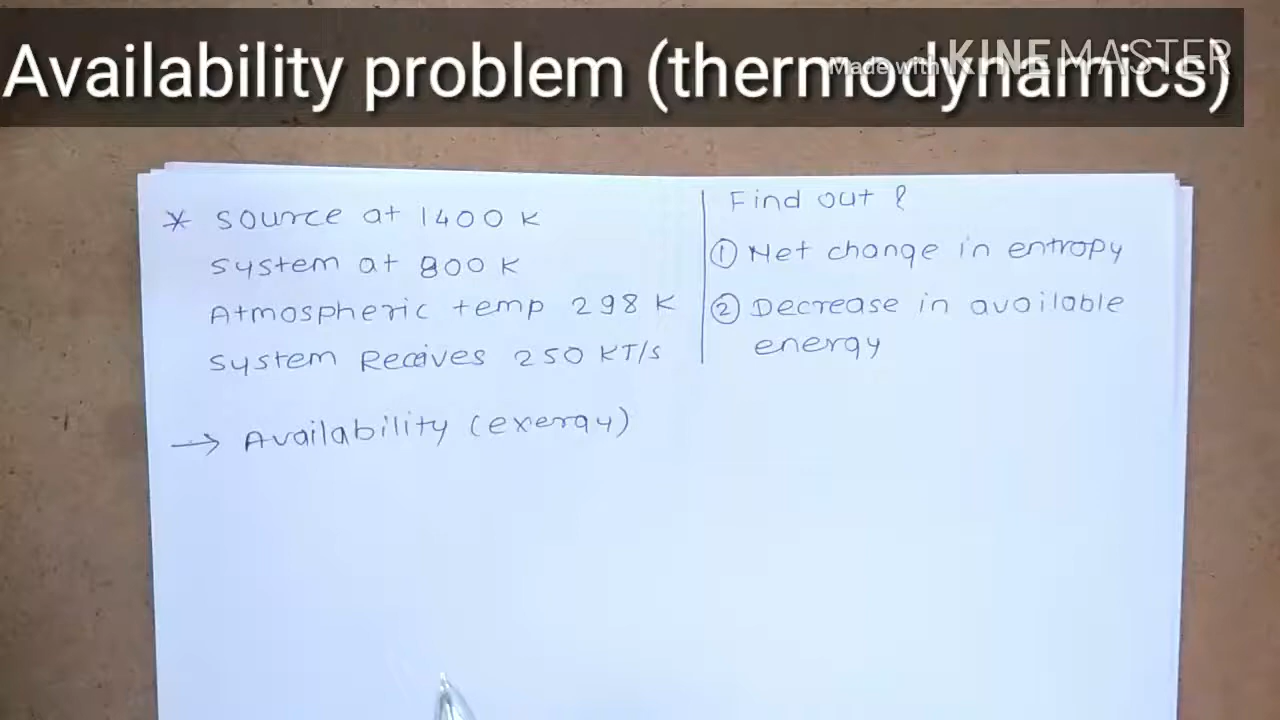 Availability problem (thermodynamics)
Made with KINEMASTER
* Source at 1400 K
System at 800 K
Atmospheric temp 298 K
System Receives 250 KT/s
→ Availability (exergy)
Find out ?
① Net change in entropy
② Decrease in available
energy